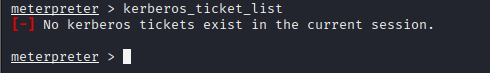 meterpreter > kerberos_ticket_list
[-] No kerberos tickets exist in the current session.
meterpreter >